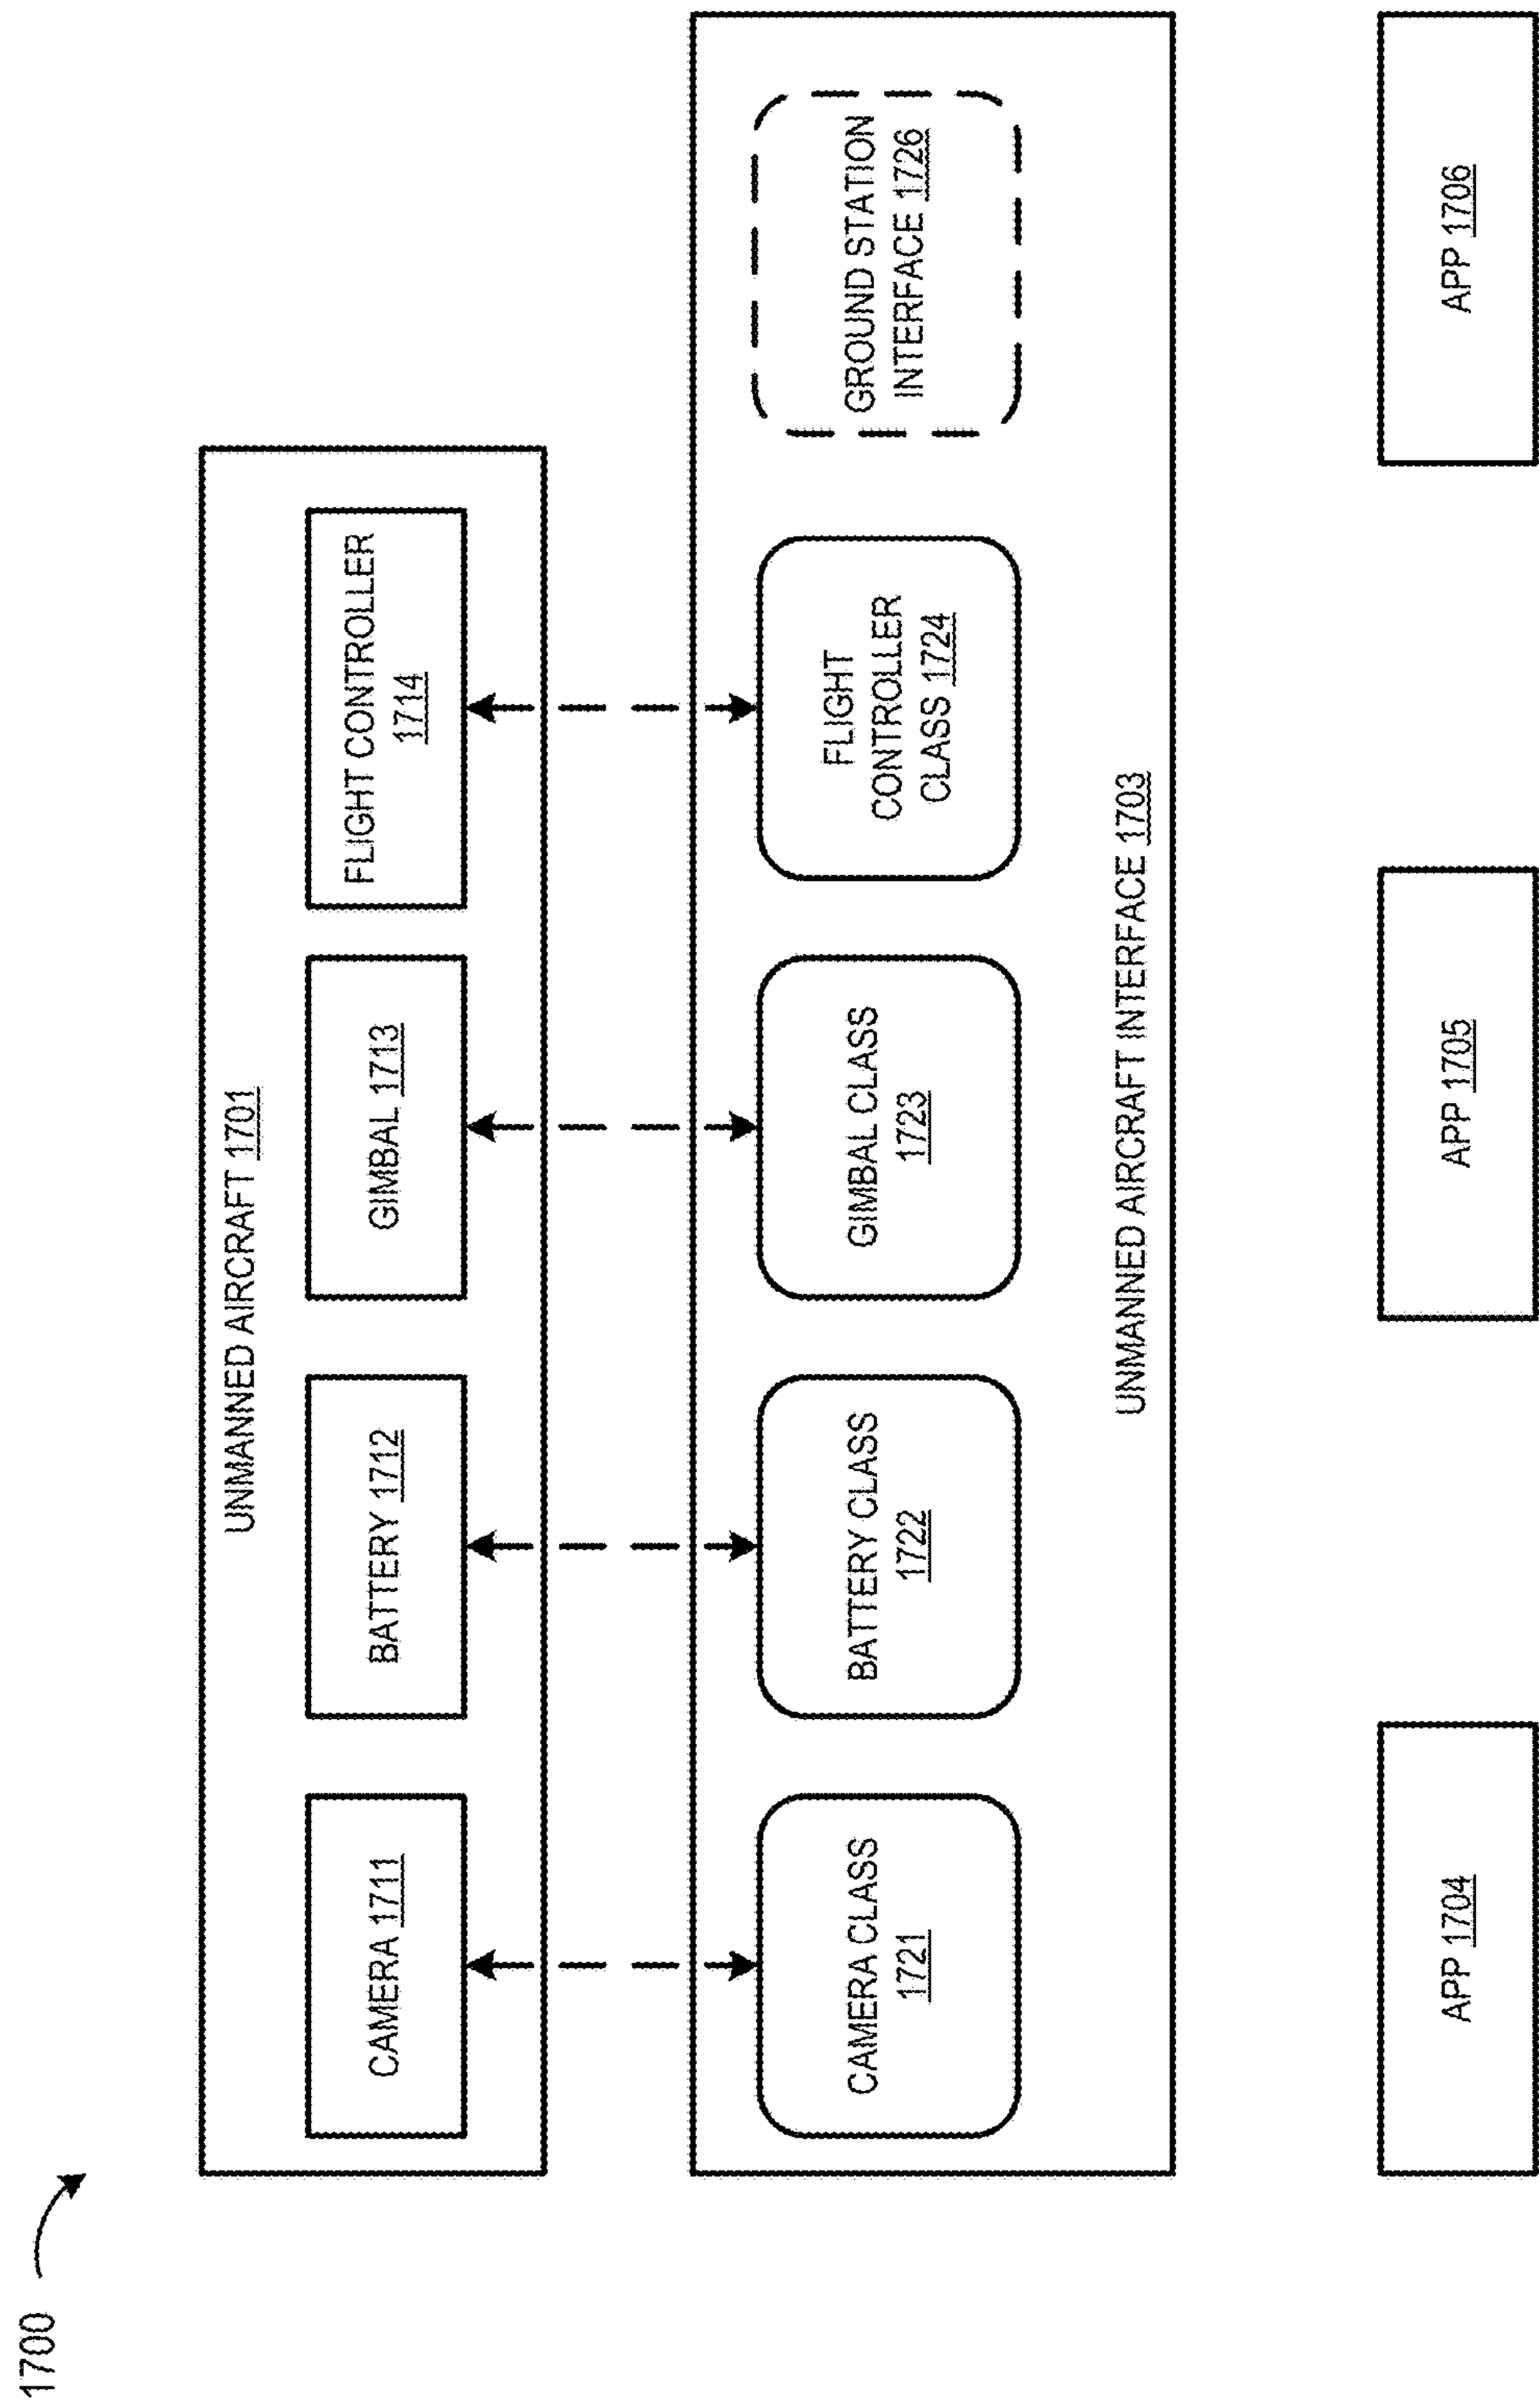 1700
UNMANNED AIRCRAFT 1701
CAMERA 1711
BATTERY 1712
GIMBAL 1713
FLIGHT CONTROLLER
1714
CAMERA CLASS
1721
BATTERY CLASS
1722
GIMBAL CLASS
1723
FLIGHT
CONTROLLER
CLASS 1724
GROUND STATION
INTERFACE 1726
UNMANNED AIRCRAFT INTERFACE 1703
APP 1704
APP 1705
APP 1706